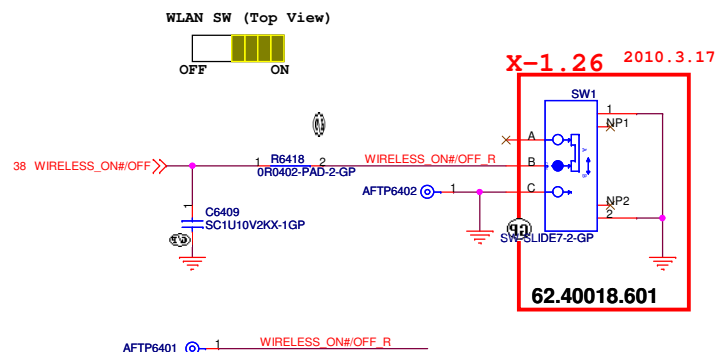 WLAN SW (Top View)
OFF ON
X-1.26 2010.3.17
SW1
1
NP1
A
38 WIRELESS_ON#/OFF
1 R6418 2
WIRELESS_ON#/OFF_R
B
0R0402-PAD-2-GP
AFTP6402 1
C
1
C6409
SC1U10V2KX-1GP
NP2
2
GP
SW-SLIDE7-2-GP
62.40018.601
AFTP6401 1 WIRELESS_ON#/OFF_R